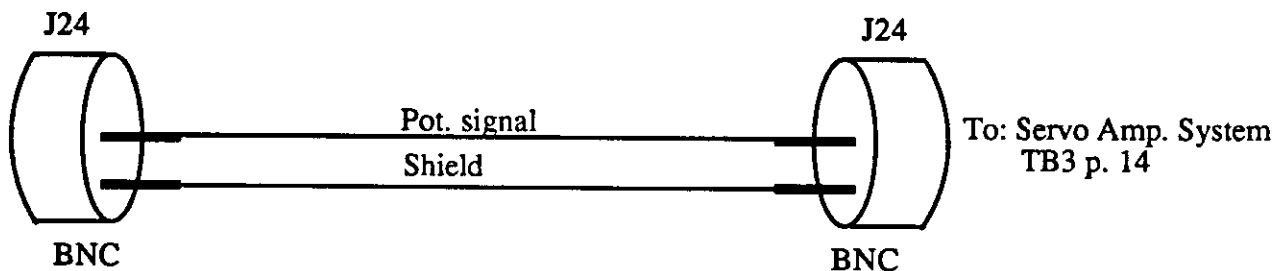 J24
J24
Pot. signal
Shield
To: Servo Amp. System
TB3 p. 14
BNC
BNC